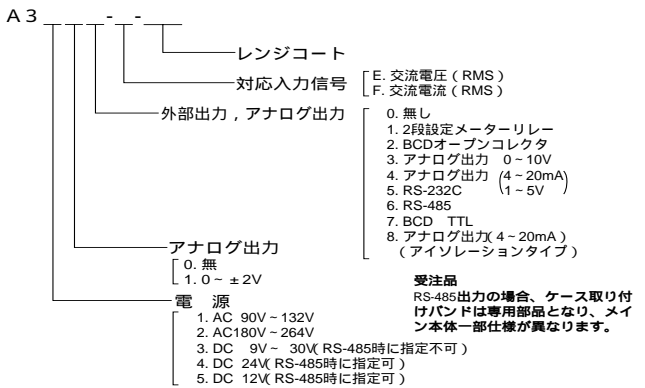 A3 _ _ _-_-_
レンジコート
対応入力信号
E. 交流電圧（RMS）
F. 交流電流（RMS）
外部出力，アナログ出力
0. 無し
1. 2段設定メーターリレー
2. BCDオープンコレクタ
3. アナログ出力 0～10V
4. アナログ出力 (4～20mA)
5. RS-232C (1～5V)
6. RS-485
7. BCD TTL
8. アナログ出力(4～20mA)
（アイソレーションタイプ）
アナログ出力
0. 無
1. 0～±2V
受注品
RS-485出力の場合、ケース取り付
けバンドは専用部品となり、メイ
ン本体一部仕様が異なります。
電 源
1. AC 90V～132V
2. AC180V～264V
3. DC 9V～ 30V(RS-485時に指定不可)
4. DC 24V(RS-485時に指定可)
5. DC 12V(RS-485時に指定可)